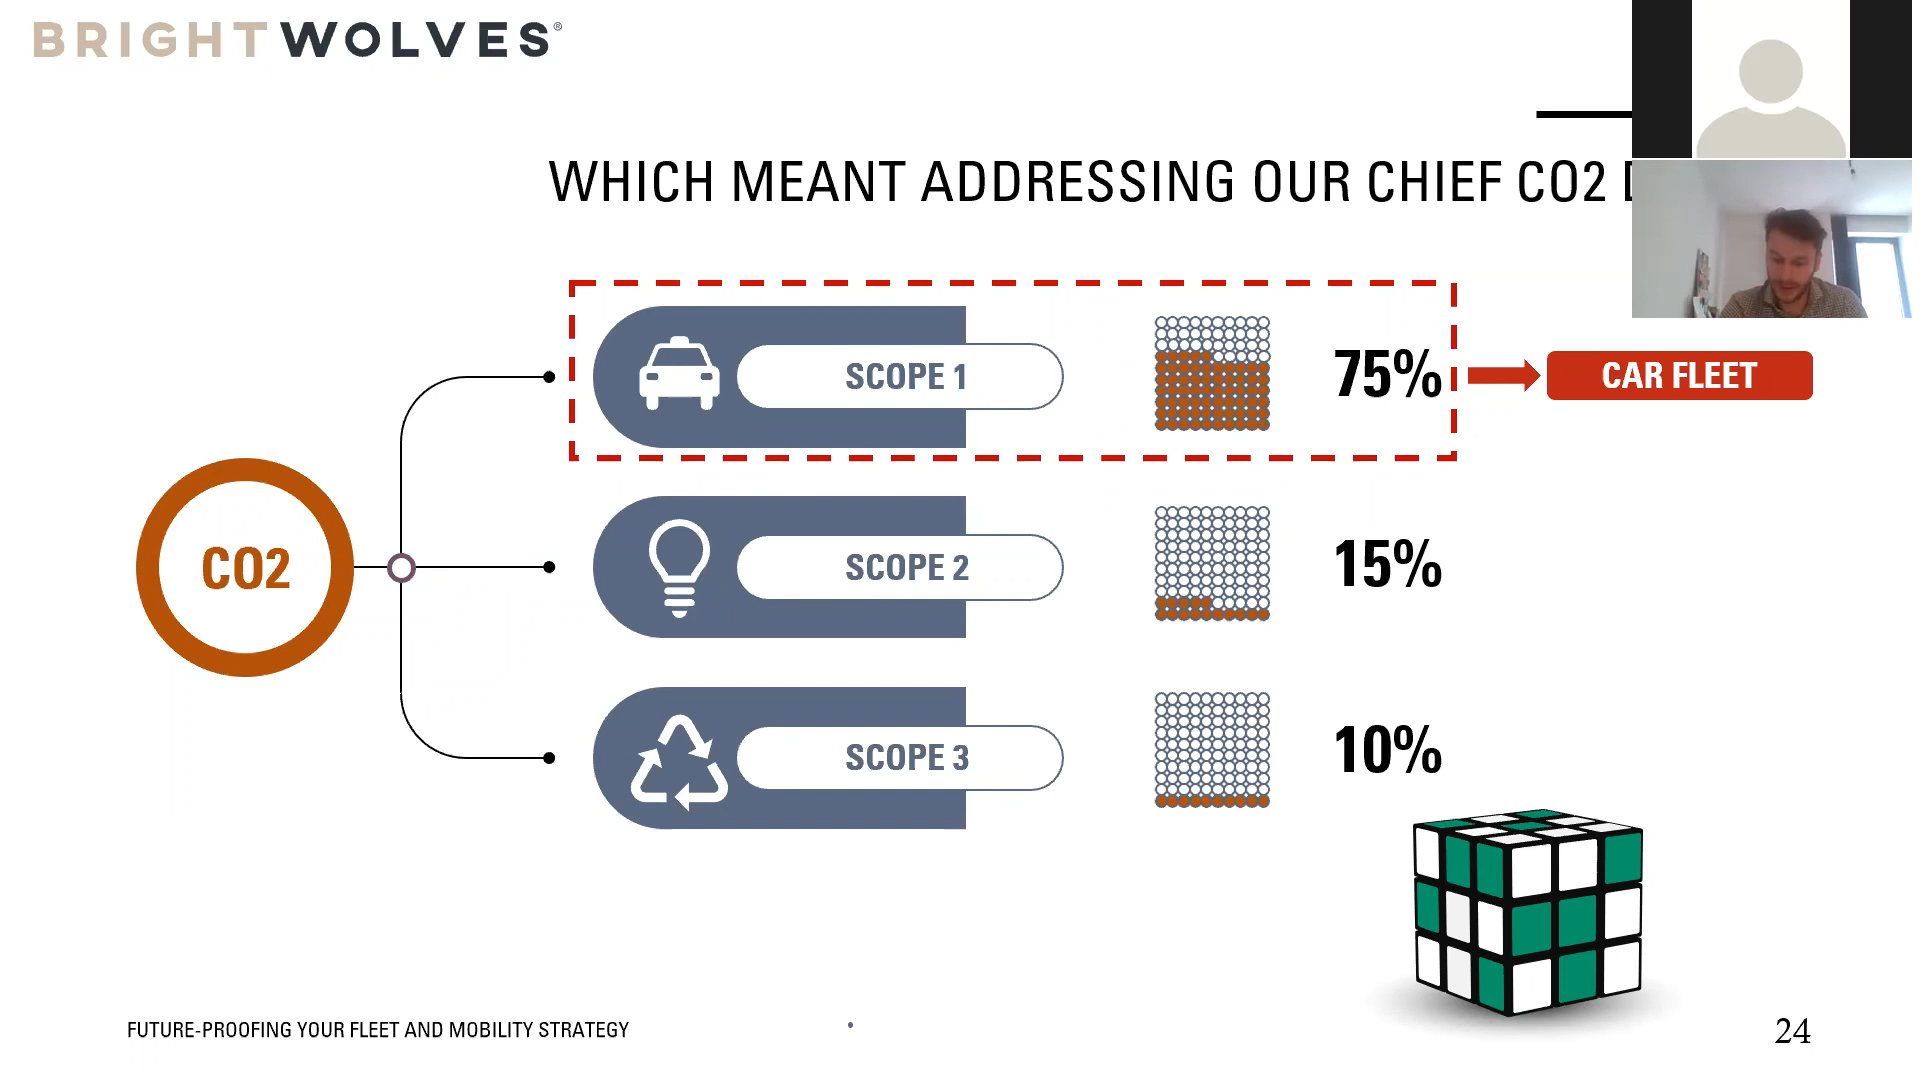 BRIGHTWOLVES®
WHICH MEANT ADDRESSING OUR CHIEF CO2
SCOPE 1
75%
CAR FLEET
CO2
SCOPE 2
15%
SCOPE 3
10%
FUTURE-PROOFING YOUR FLEET AND MOBILITY STRATEGY
24